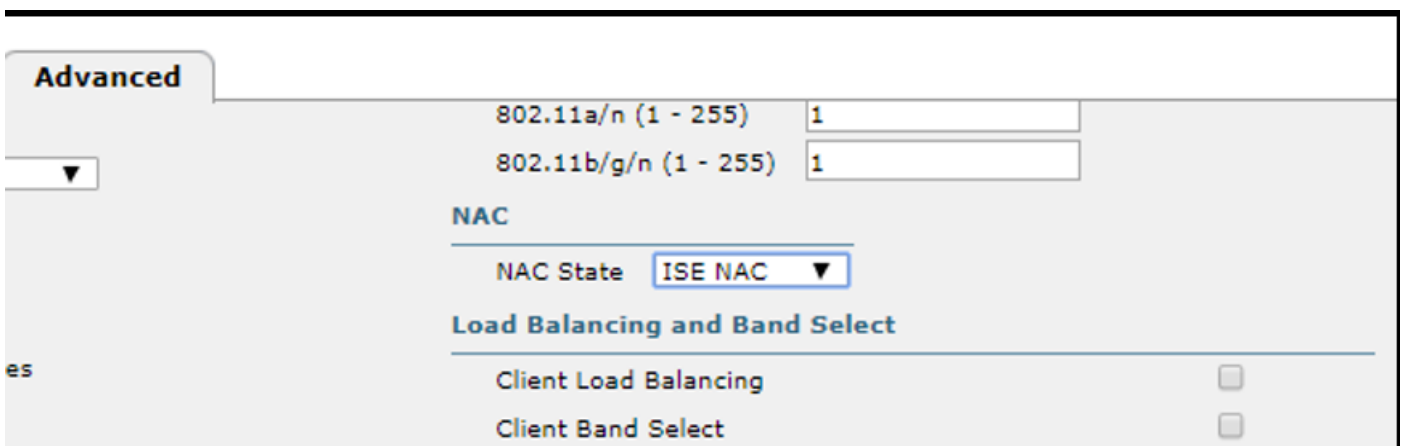 Advanced
802.11a/n (1 - 255) 1
802.11b/g/n (1 - 255) 1
NAC
NAC State ISE NAC
Load Balancing and Band Select
es
Client Load Balancing
Client Band Select